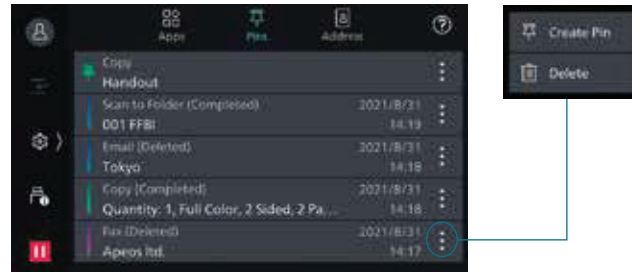 Apps
Pins
Address
Copy
Handout
Scan to Folder (Completed)
2021/8/31
001 FFBI
14:19
Email (Deleted)
2021/8/31
Tokyo
14:18
Copy (Completed)
2021/8/31
Quantity: 1, Full Color, 2 Sided, 2 Pa...
14:18
Fax (Deleted)
2021/8/31
Apeos ltd.
14:17
Create Pin
Delete